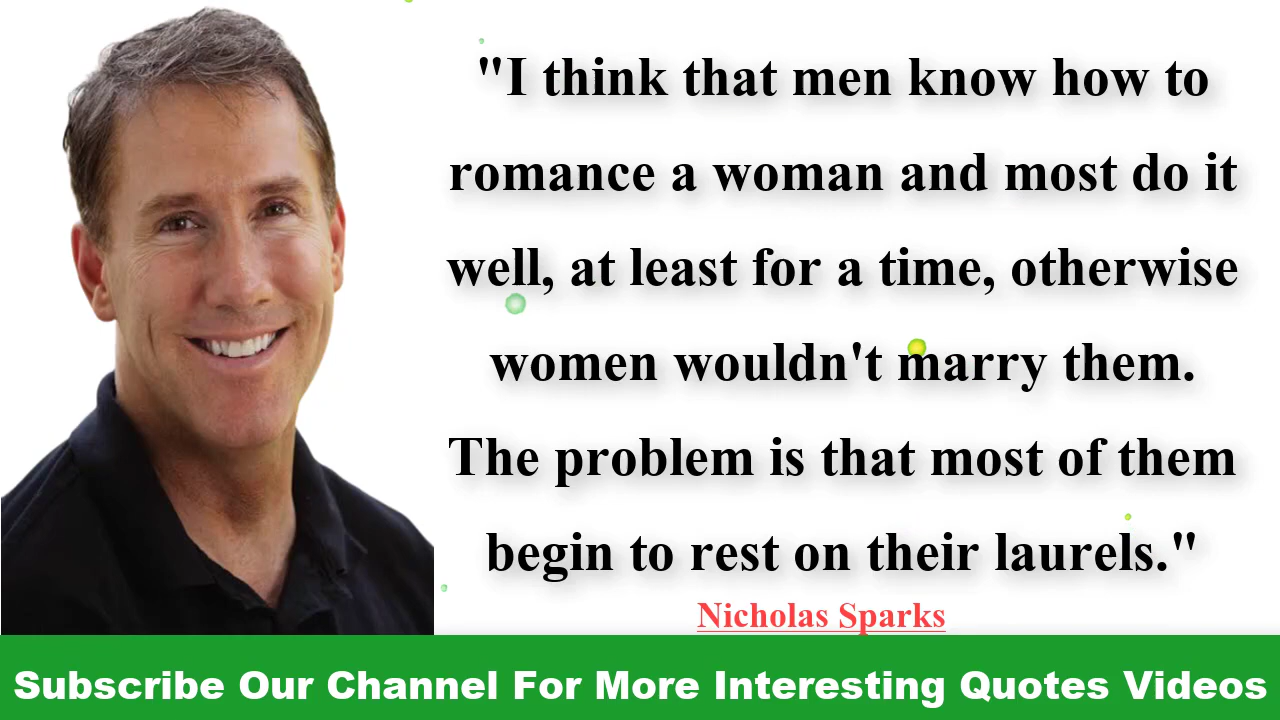 "I think that men know how to
romance a woman and most do it
well, at least for a time, otherwise
women wouldn't marry them.
The problem is that most of them
begin to rest on their laurels."
Nicholas Sparks
Subscribe Our Channel For More Interesting Quotes Videos